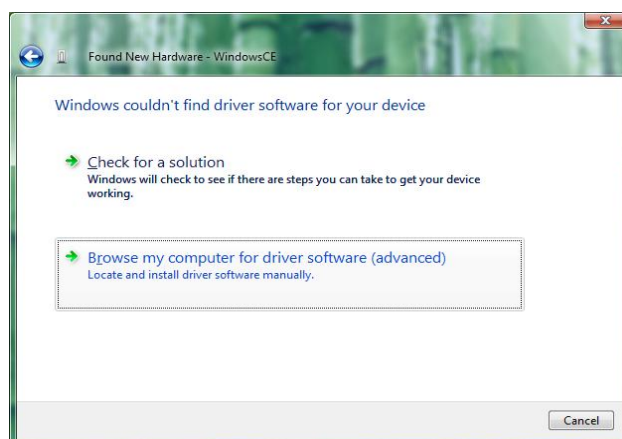 Found New Hardware - WindowsCE
Windows couldn't find driver software for your device
Check for a solution
Windows will check to see if there are steps you can take to get your device
working.
Browse my computer for driver software (advanced)
Locate and install driver software manually.
Cancel